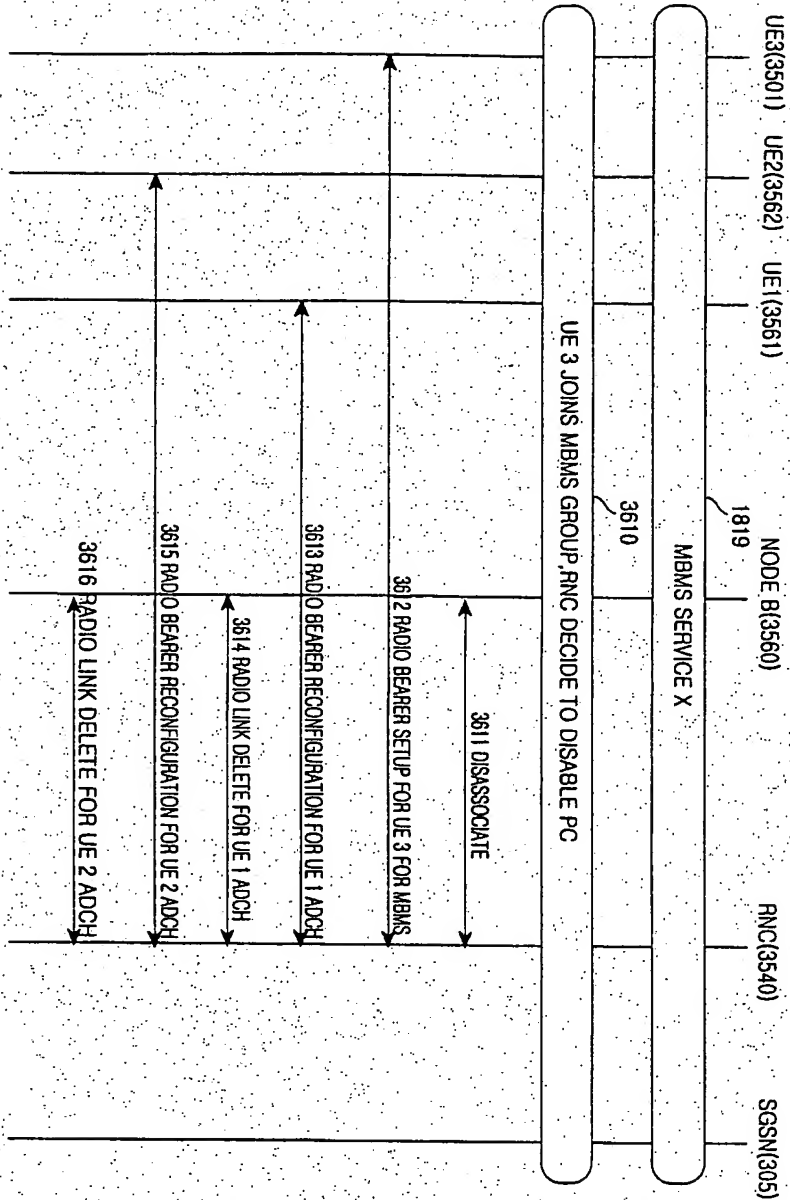 UE3(3501)
UE2(3562)
UE1(3561)
NODE B(3560)
RNC(3540)
SGSN(305)
1819
MBMS SERVICE X
3610
UE 3 JOINS MBMS GROUP,RNC DECIDE TO DISABLE PC
3611 DISASSOCIATE
3612 RADIO BEARER SETUP FOR UE 3 FOR MBMS
3613 RADIO BEARER RECONFIGURATION FOR UE 1 ADCH
3614 RADIO LINK DELETE FOR UE 1 ADCH
3615 RADIO BEARER RECONFIGURATION FOR UE 2 ADCH
3616 RADIO LINK DELETE FOR UE 2 ADCH